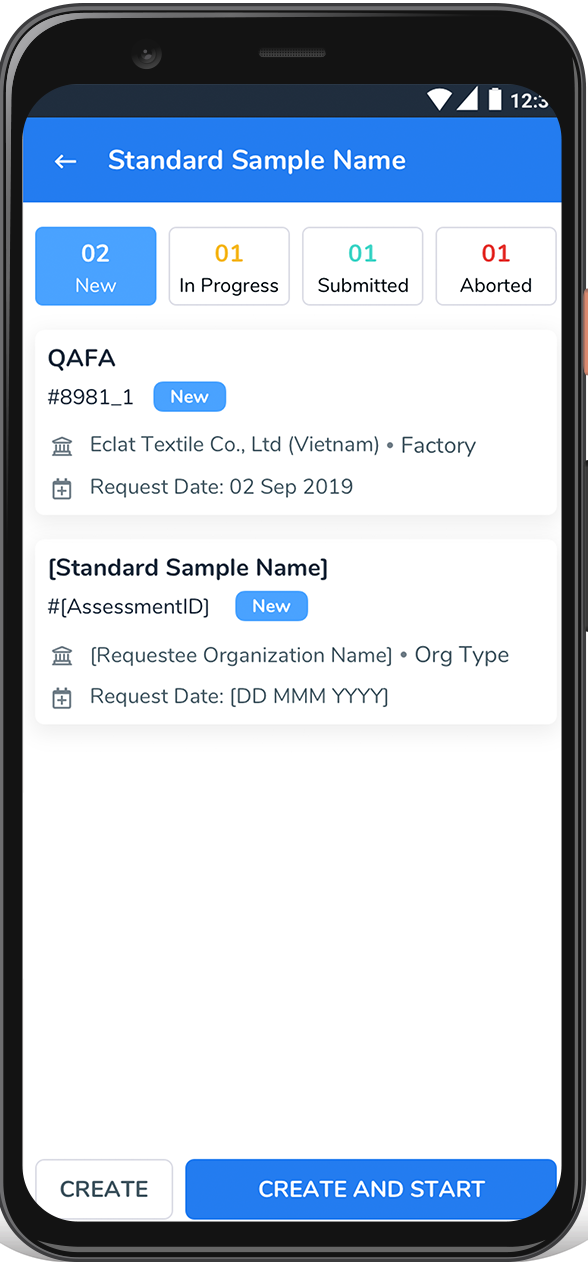 12:3
Standard Sample Name
02 01 01 01
New In Progress Submitted Aborted
QAFA
#8981_1 New
Eclat Textile Co., Ltd (Vietnam) • Factory
Request Date: 02 Sep 2019
[Standard Sample Name]
#[AssessmentID] New
[Requestee Organization Name] • Org Type
Request Date: [DD MMM YYYY]
CREATE CREATE AND START